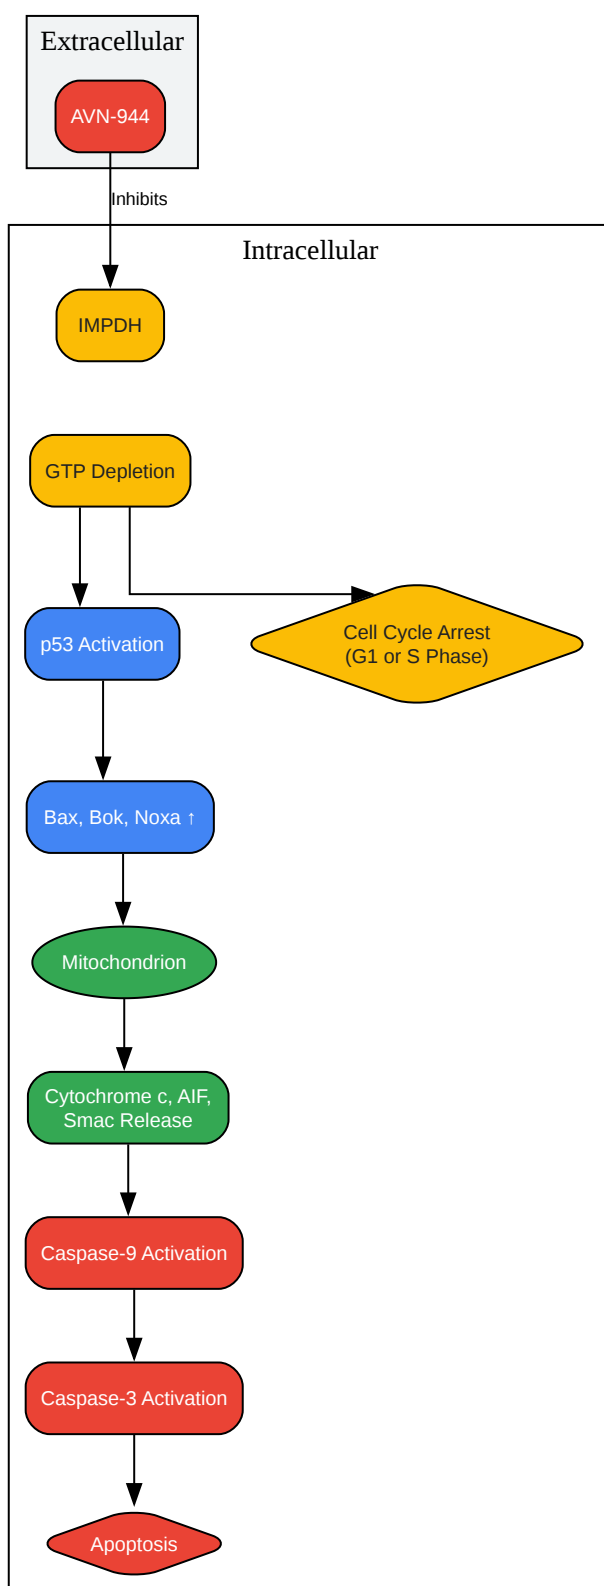 Extracellular
AVN-944
Inhibits
Intracellular
IMPDH
GTP Depletion
p53 Activation
Cell Cycle Arrest
(G1 or S Phase)
Bax, Bok, Noxa ↑
Mitochondrion
Cytochrome c, AIF,
Smac Release
Caspase-9 Activation
Caspase-3 Activation
Apoptosis